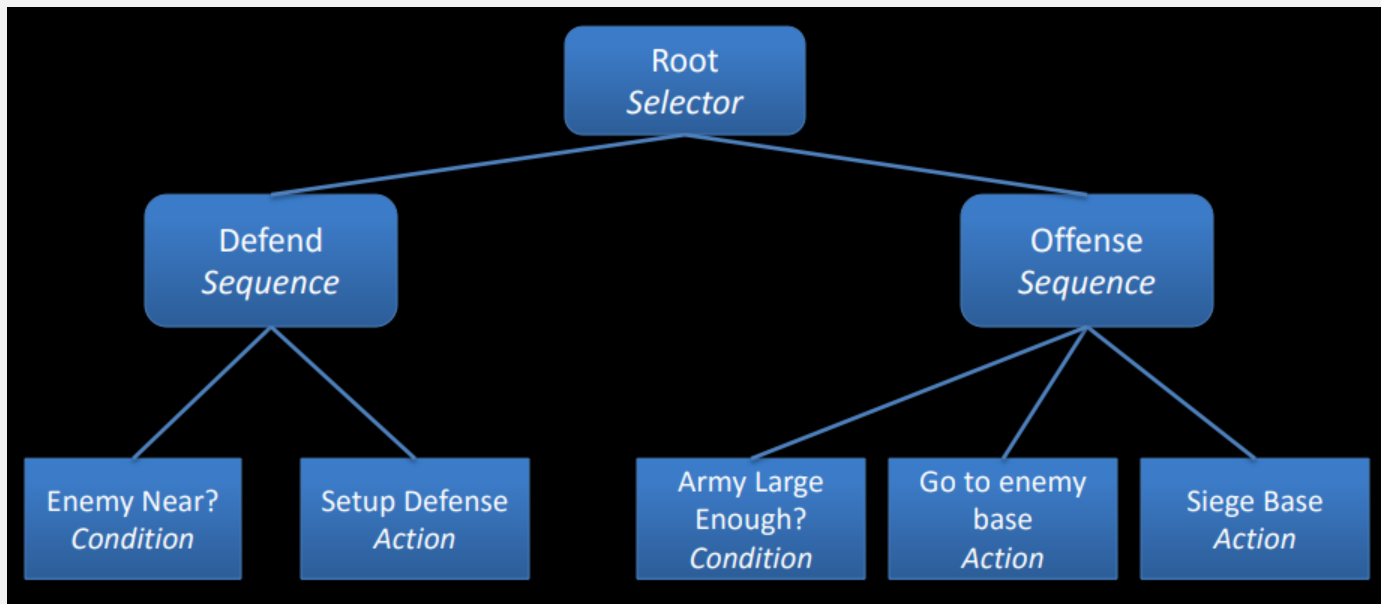 Root
Selector
Defend
Sequence
Offense
Sequence
Enemy Near?
Condition
Setup Defense
Action
Army Large
Enough?
Condition
Go to enemy
base
Action
Siege Base
Action